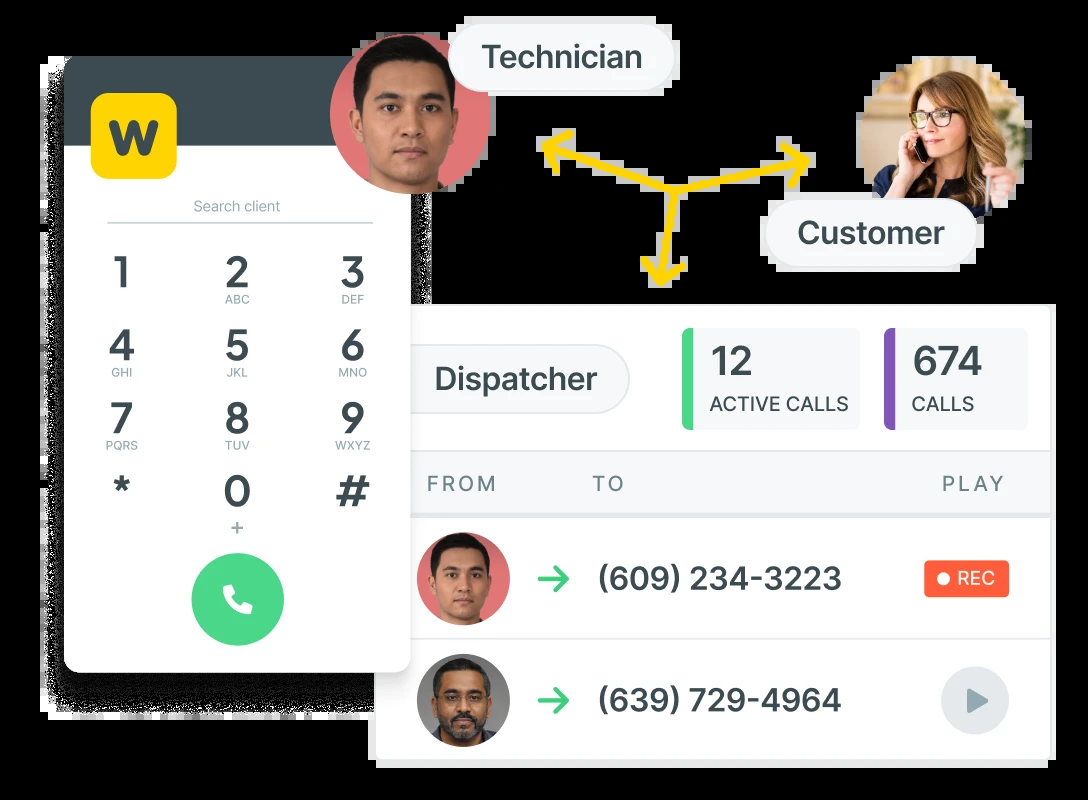 Technician
W
Search client
Customer
1
2
3
ABC
DEF
4
5
6
GHI
JKL
MNO
7
8
9
PQRS
TUV
WXYZ
*
0
#
+
Dispatcher
12
ACTIVE CALLS
674
CALLS
FROM
TO
PLAY
(609) 234-3223
REC
(639) 729-4964